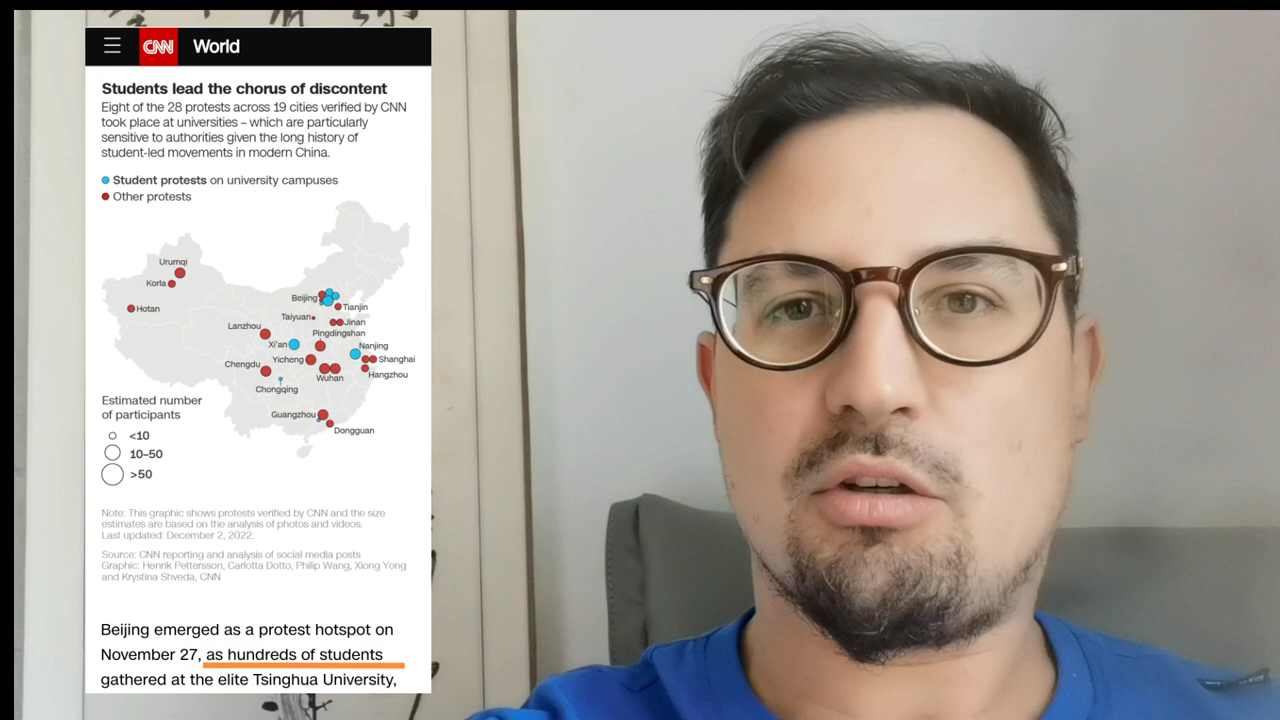 CNN World
Students lead the chorus of discontent
Eight of the 28 protests across 19 cities verified by CNN
took place at universities – which are particularly
sensitive to authorities given the long history of
student-led movements in modern China.
Student protests on university campuses
Other protests
Urumqi
Korla
Hotan
Beijing
Tianjin
Taiyuan
Jinan
Lanzhou
Pingdingshan
Xi'an
Nanjing
Yicheng
Shanghai
Chengdu
Wuhan
Hangzhou
Chongqing
Guangzhou
Dongguan
Estimated number
of participants
<10
10–50
>50
Note: This graphic shows protests verified by CNN and the size
estimates are based on the analysis of photos and videos.
Last updated: December 2, 2022.
Source: CNN reporting and analysis of social media posts
Graphic: Henrik Pettersson, Carlotta Dotto, Philip Wang, Xiong Yong
and Krystina Shveda, CNN
Beijing emerged as a protest hotspot on
November 27, as hundreds of students
gathered at the elite Tsinghua University,